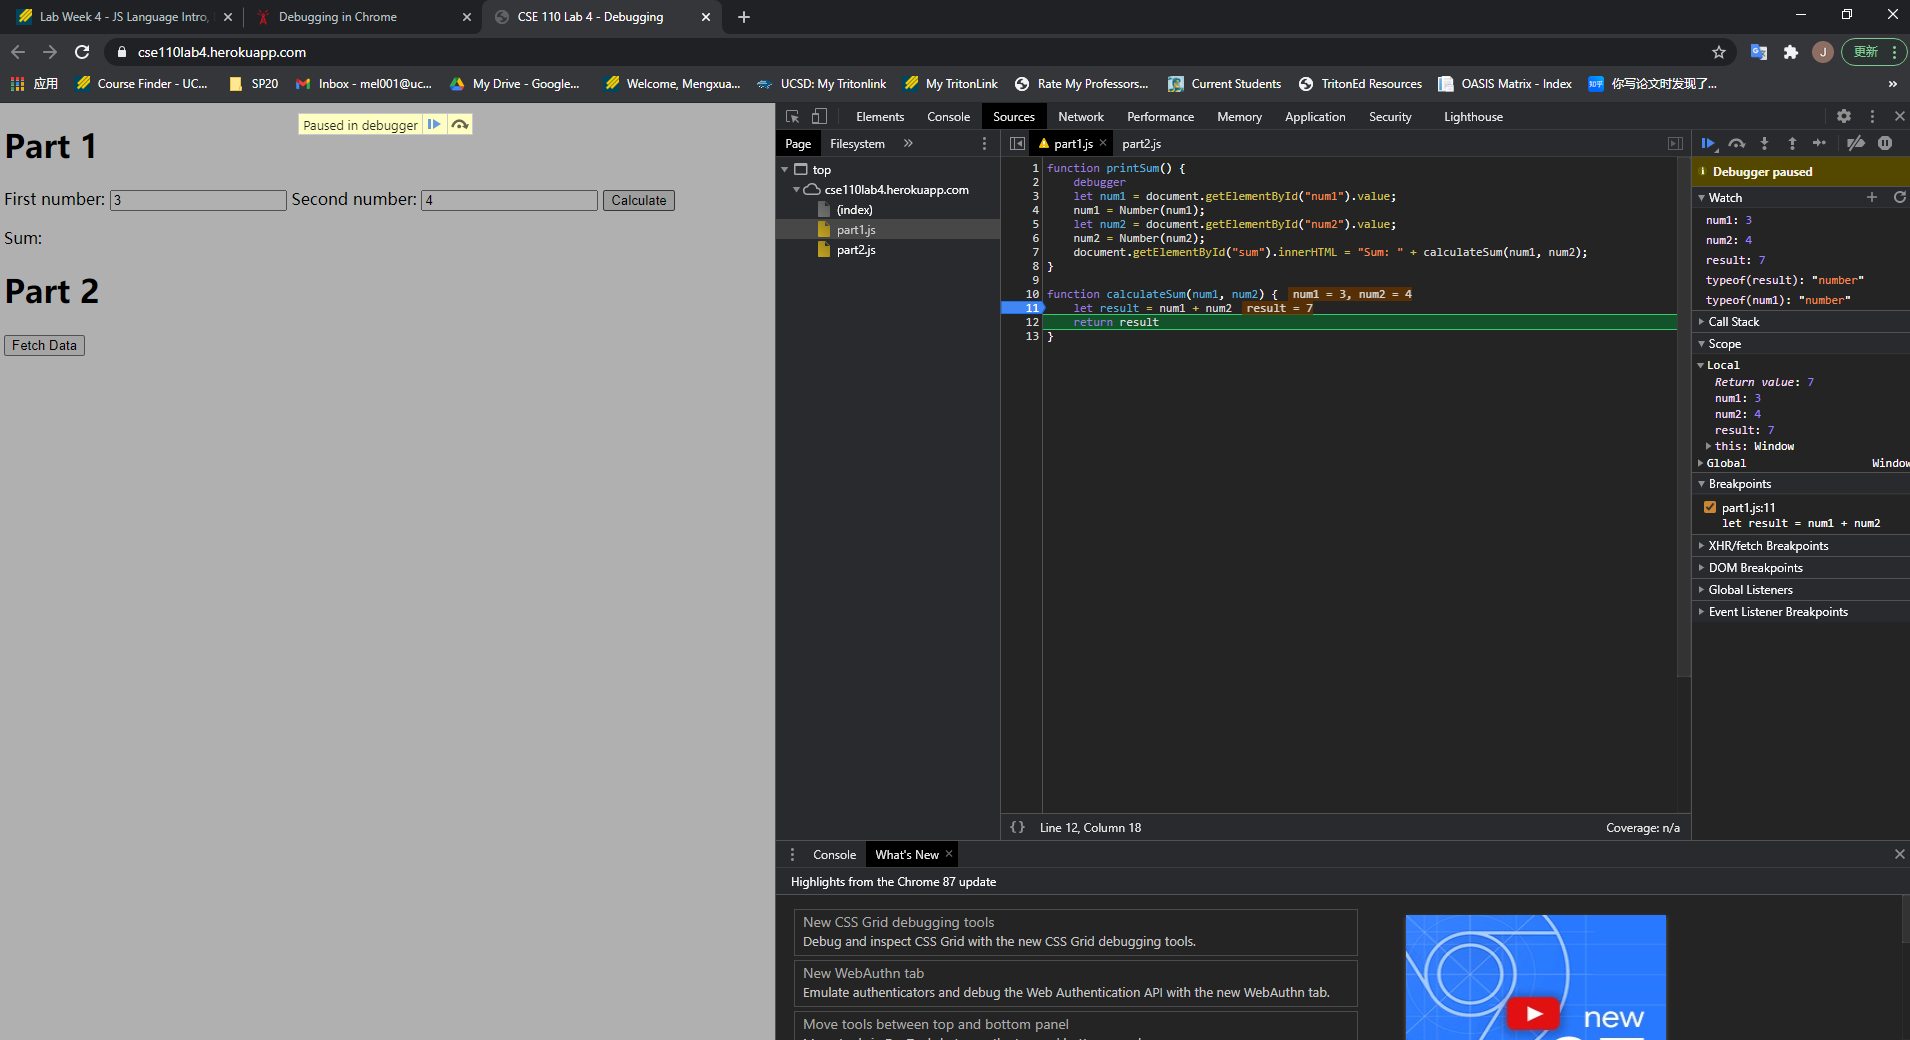 Lab Week 4 - JS Language Intro,
Debugging in Chrome
CSE 110 Lab 4 - Debugging
cse110lab4.herokuapp.com
J
更新
应用
Course Finder - UC...
SP20
Inbox - mel001@uc...
My Drive - Google...
Welcome, Mengxua...
UCSD: My Tritonlink
My TritonLink
Rate My Professors...
Current Students
TritonEd Resources
OASIS Matrix - Index
知乎
你写论文时发现了...
»
Paused in debugger
Part 1
First number: 3 Second number: 4 Calculate
Sum:
Part 2
Fetch Data
Elements Console Sources Network Performance Memory Application Security Lighthouse
Page Filesystem »
top
cse110lab4.herokuapp.com
(index)
part1.js
part2.js
part1.js part2.js
1 function printSum() {
2 debugger
3 let num1 = document.getElementById("num1").value;
4 num1 = Number(num1);
5 let num2 = document.getElementById("num2").value;
6 num2 = Number(num2);
7 document.getElementById("sum").innerHTML = "Sum: " + calculateSum(num1, num2);
8 }
9
10 function calculateSum(num1, num2) { num1 = 3, num2 = 4
11 let result = num1 + num2 result = 7
12 return result
13 }
{} Line 12, Column 18
Coverage: n/a
Debugger paused
Watch
num1: 3
num2: 4
result: 7
typeof(result): "number"
typeof(num1): "number"
Call Stack
Scope
Local
Return value: 7
num1: 3
num2: 4
result: 7
this: Window
Global Window
Breakpoints
part1.js:11
let result = num1 + num2
XHR/fetch Breakpoints
DOM Breakpoints
Global Listeners
Event Listener Breakpoints
Console What's New
Highlights from the Chrome 87 update
New CSS Grid debugging tools
Debug and inspect CSS Grid with the new CSS Grid debugging tools.
New WebAuthn tab
Emulate authenticators and debug the Web Authentication API with the new WebAuthn tab.
Move tools between top and bottom panel
new